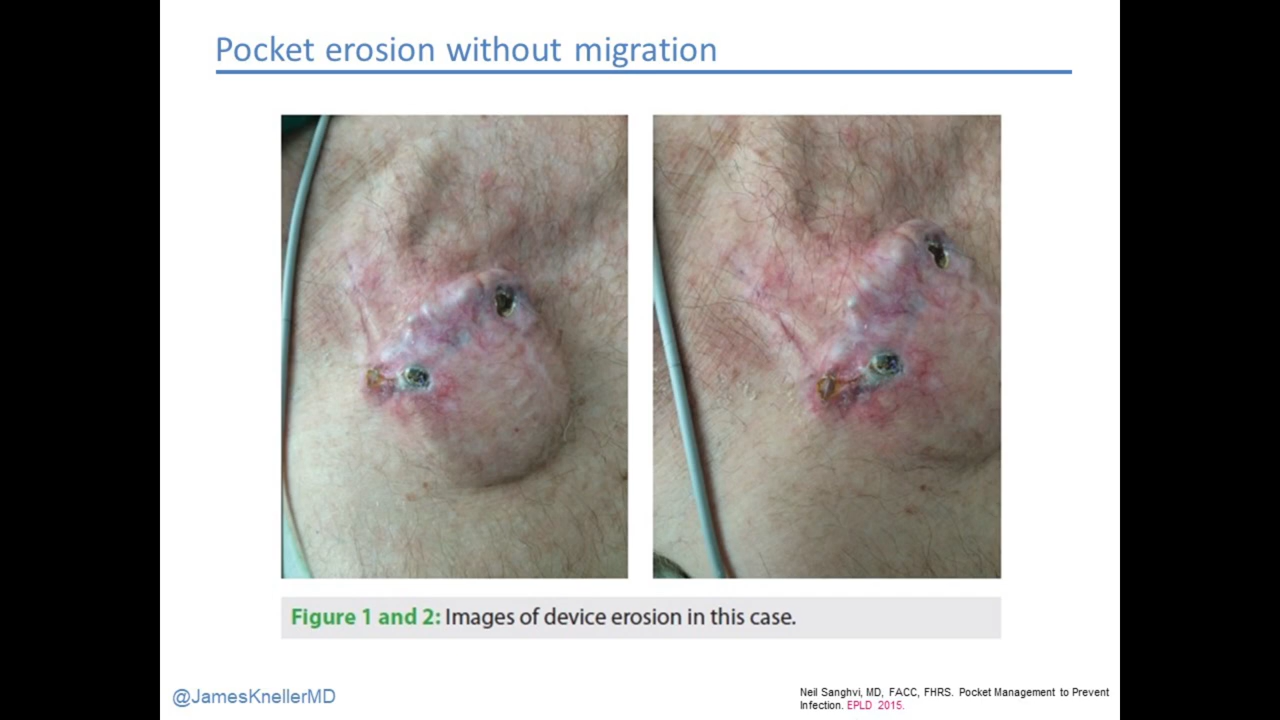 Pocket erosion without migration
Figure 1 and 2: Images of device erosion in this case.
@JamesKnellerMD
Neil Sanghvi, MD, FACC, FHRS. Pocket Management to Prevent
Infection. EPLD 2015.